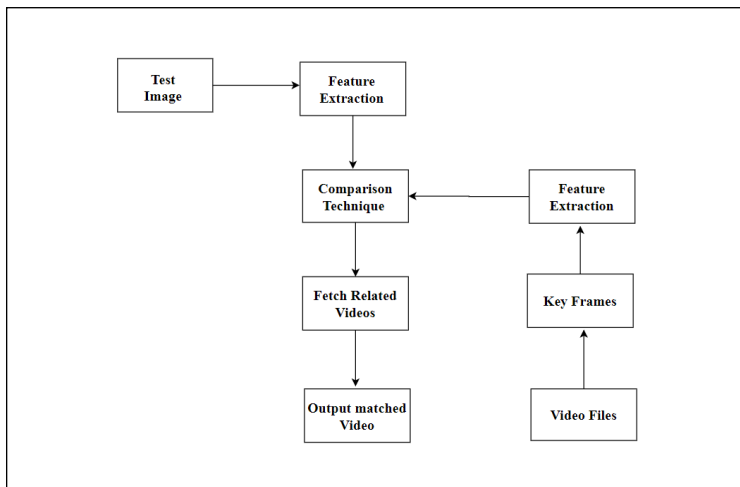 Test
Image
Feature
Extraction
Comparison
Technique
Feature
Extraction
Fetch Related
Videos
Key Frames
Output matched
Video
Video Files